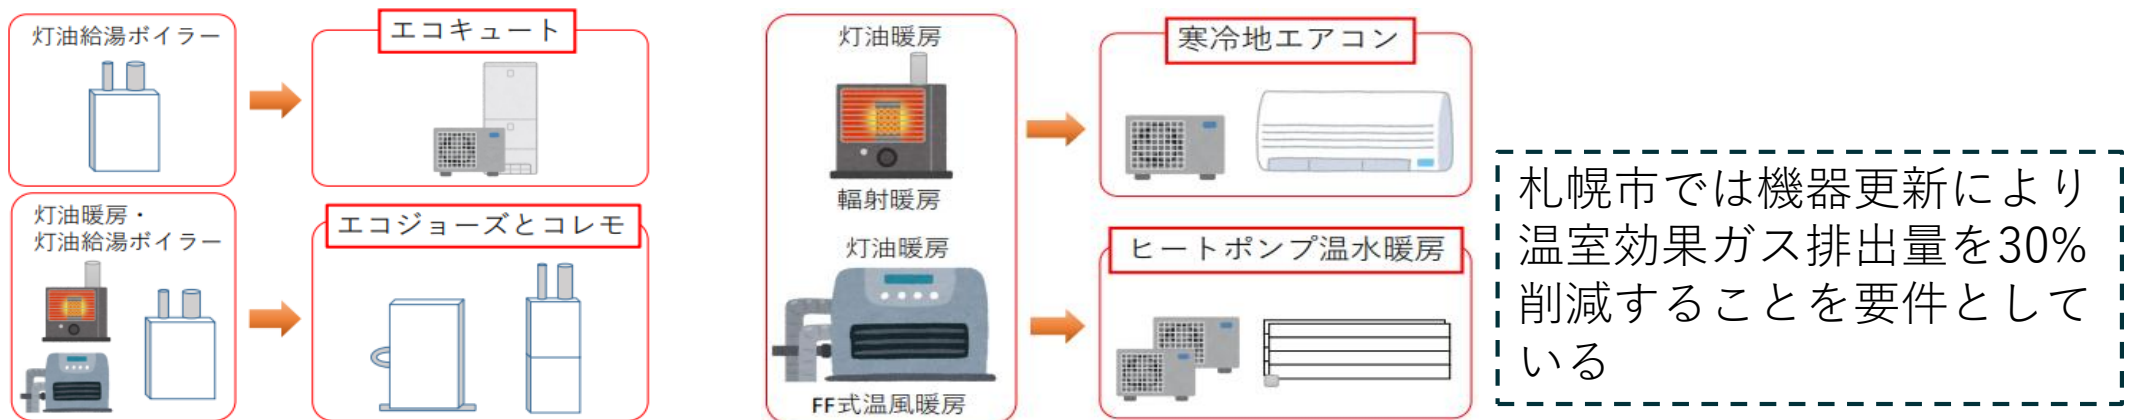 灯油給湯ボイラー
エコキュート
灯油暖房・
灯油給湯ボイラー
エコジョーズとコレモ
灯油暖房
輻射暖房
灯油暖房
FF式温風暖房
寒冷地エアコン
ヒートポンプ温水暖房
札幌市では機器更新により
温室効果ガス排出量を30%
削減することを要件として
いる